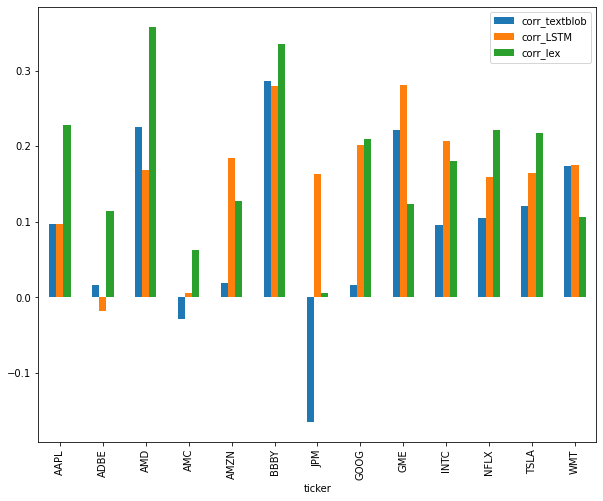 corr_textblob
corr_LSTM
corr_lex
0.3
0.2
0.1
0.0
−0.1
AAPL
ADBE
AMD
AMC
AMZN
BBBY
JPM
GOOG
GME
INTC
NFLX
TSLA
WMT
ticker